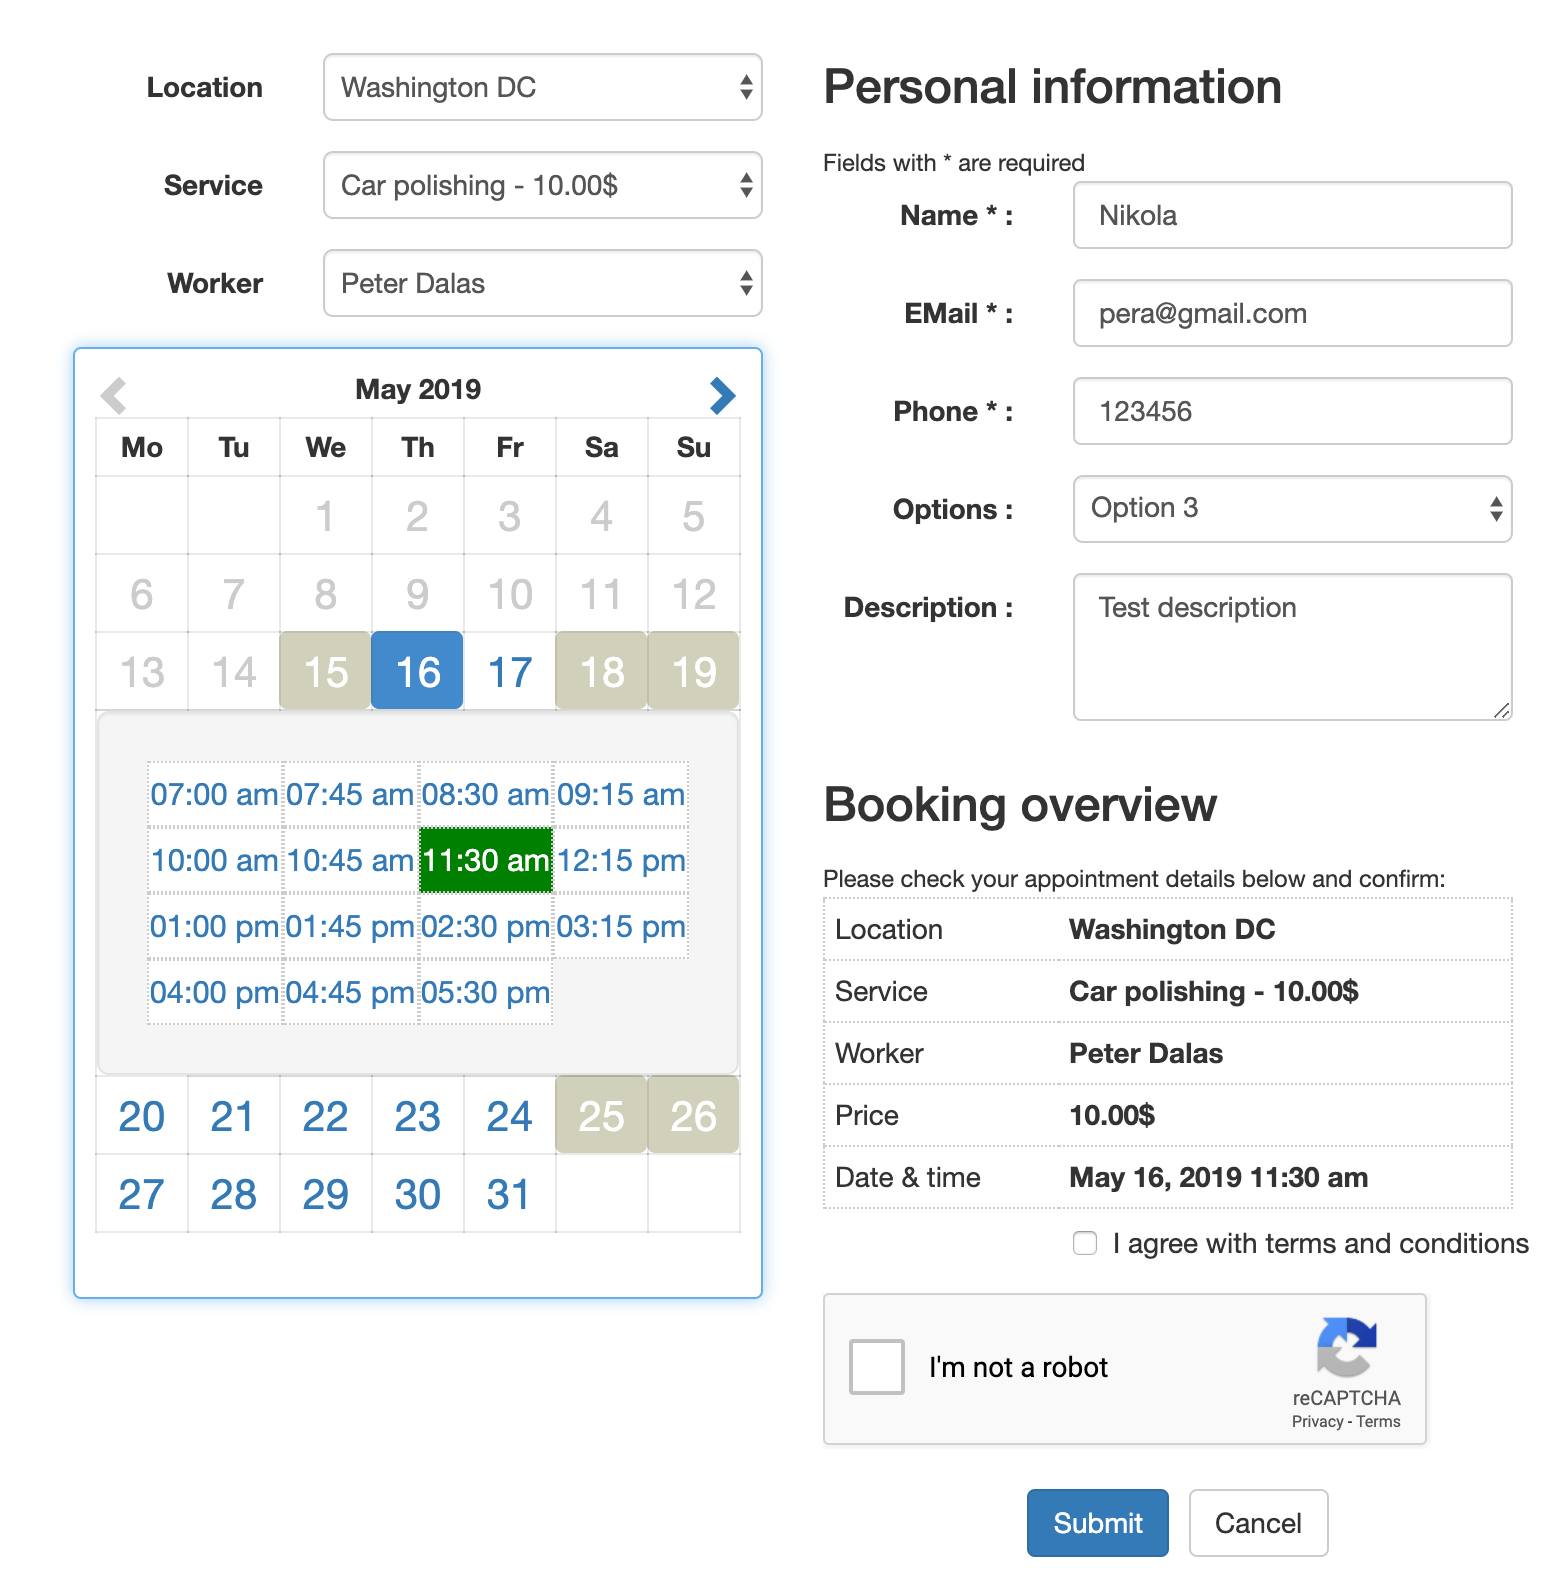 Location Washington DC
Service Car polishing - 10.00$
Worker Peter Dalas
May 2019
Mo Tu We Th Fr Sa Su
1 2 3 4 5
6 7 8 9 10 11 12
13 14 15 16 17 18 19
07:00 am 07:45 am 08:30 am 09:15 am
10:00 am 10:45 am 11:30 am 12:15 pm
01:00 pm 01:45 pm 02:30 pm 03:15 pm
04:00 pm 04:45 pm 05:30 pm
20 21 22 23 24 25 26
27 28 29 30 31
Personal information
Fields with * are required
Name * : Nikola
EMail * : pera@gmail.com
Phone * : 123456
Options : Option 3
Description : Test description
Booking overview
Please check your appointment details below and confirm:
Location Washington DC
Service Car polishing - 10.00$
Worker Peter Dalas
Price 10.00$
Date & time May 16, 2019 11:30 am
I agree with terms and conditions
I'm not a robot
reCAPTCHA
Privacy - Terms
Submit Cancel